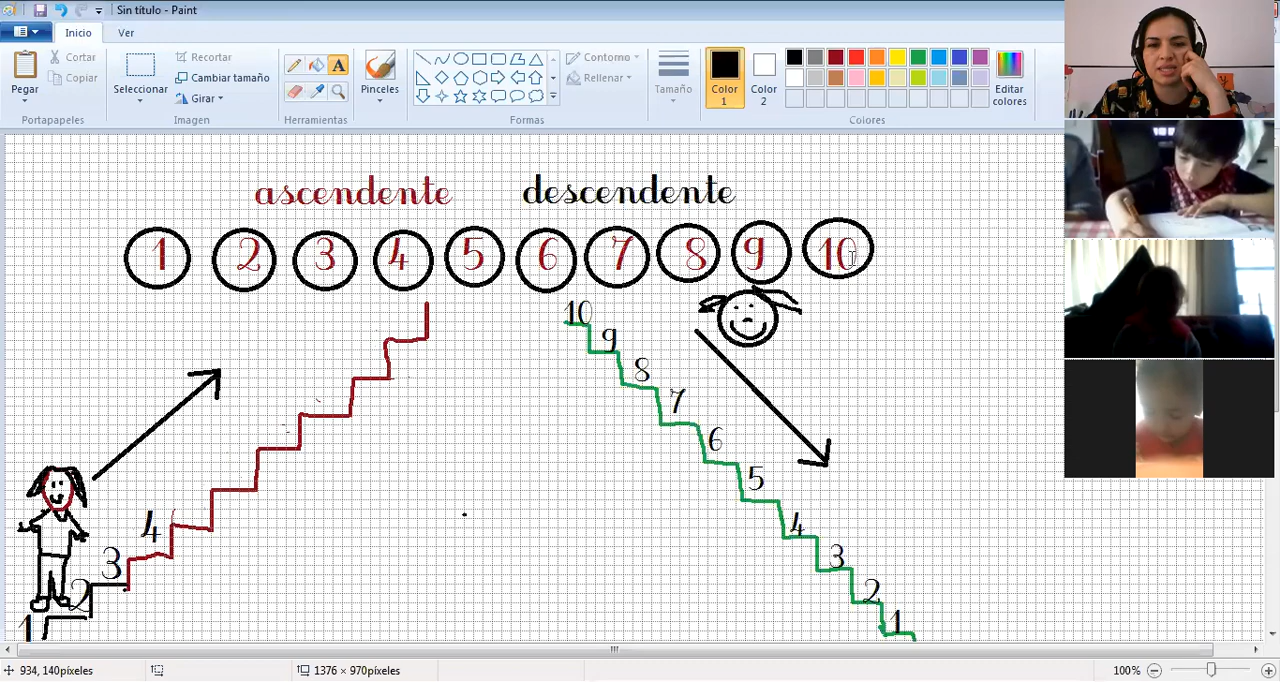 Sin título - Paint
Inicio Ver
Pegar
Cortar
Copiar
Portapapeles
Seleccionar
Recortar
Cambiar tamaño
Girar
Imagen
A
Herramientas
Pinceles
Contorno
Rellenar
Formas
Tamaño
Color 1
Color 2
Editar colores
Colores
ascendente descendente
1 2 3 4 5 6 7 8 9 10
1
2
3
4
10
9
8
7
6
5
4
3
2
1
934, 140píxeles
1376 × 970píxeles
100%